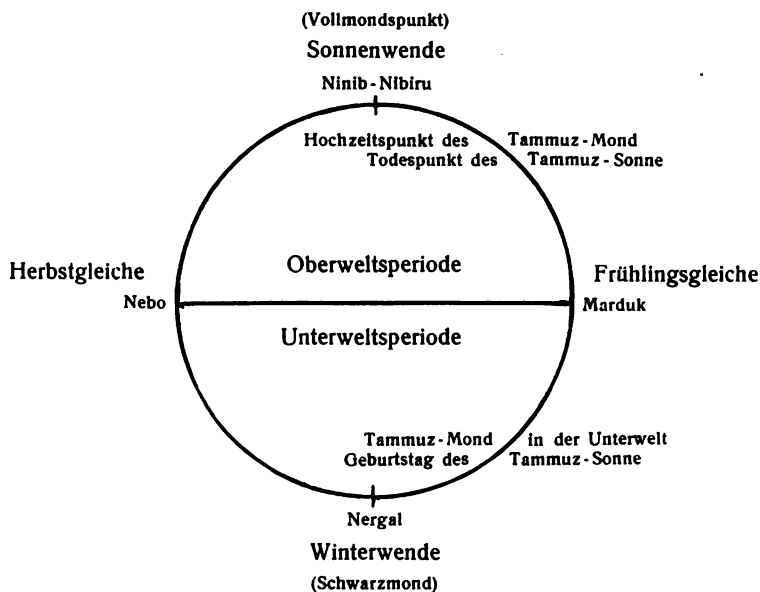 (Vollmondspunkt)
Sonnenwende
Ninib-Nibiru
Hochzeitspunkt des Tammuz-Mond
Todespunkt des Tammuz-Sonne
Herbstgleiche
Oberweltsperiode
Frühlingsgleiche
Nebo
Marduk
Unterweltsperiode
Tammuz-Mond in der Unterwelt
Geburtstag des Tammuz-Sonne
Nergal
Winterwende
(Schwarzmond)